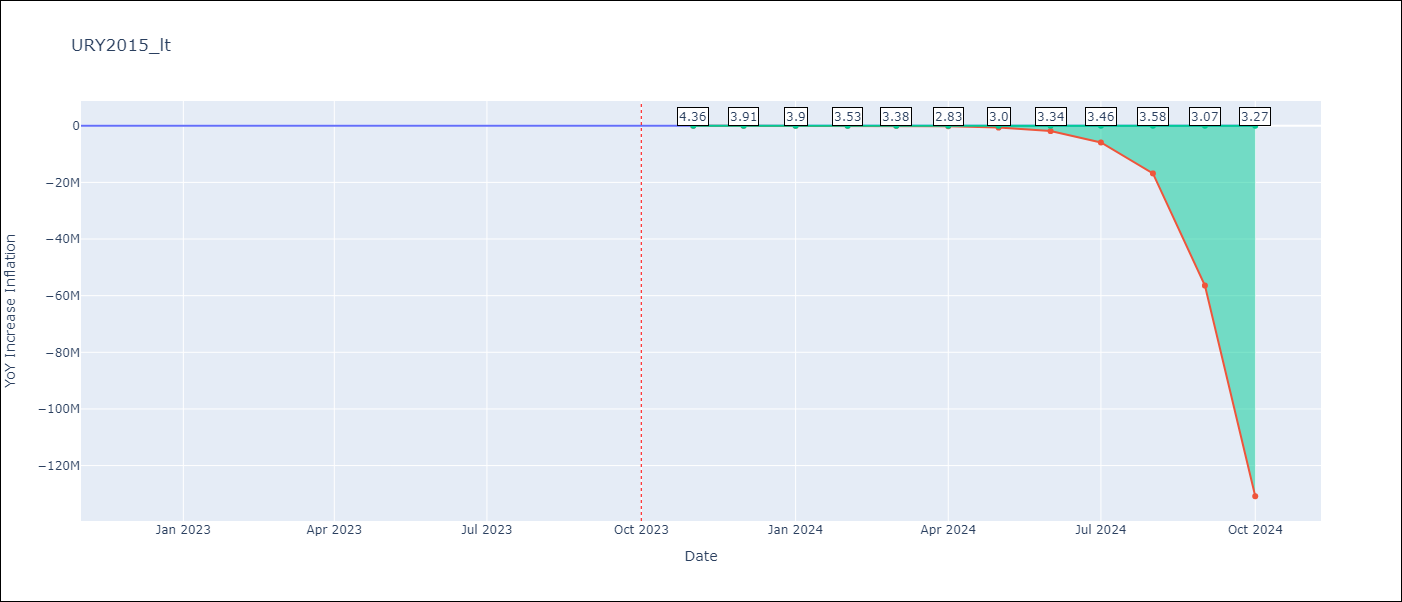 URY2015_lt
4.36 3.91 3.9 3.53 3.38 2.83 3.0 3.34 3.46 3.58 3.07 3.27
0
−20M
−40M
−60M
−80M
−100M
−120M
YoY Increase Inflation
Jan 2023 Apr 2023 Jul 2023 Oct 2023 Jan 2024 Apr 2024 Jul 2024 Oct 2024
Date